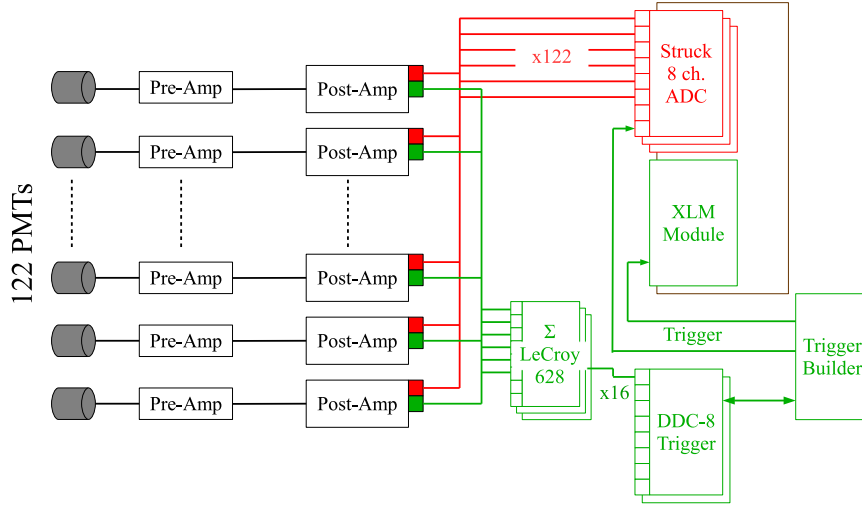 122 PMTs
Pre-Amp
Post-Amp
Pre-Amp
Post-Amp
Pre-Amp
Post-Amp
Pre-Amp
Post-Amp
Pre-Amp
Post-Amp
x122
Struck
8 ch.
ADC
XLM
Module
Σ
LeCroy
628
x16
DDC-8
Trigger
Trigger
Trigger
Builder